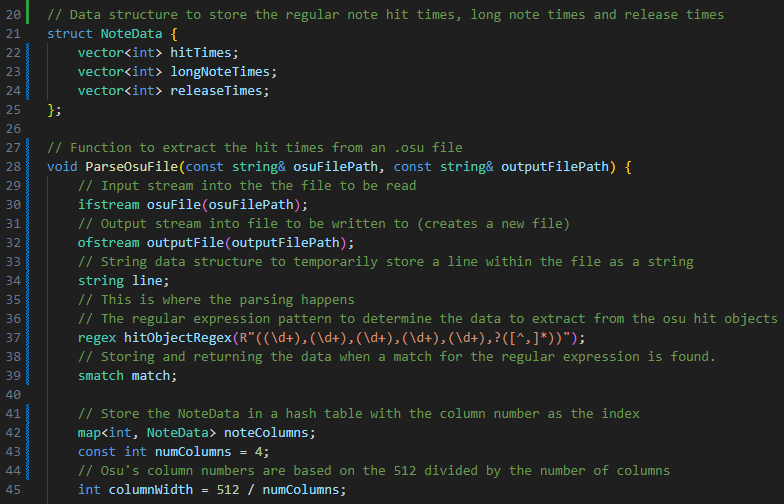 20 // Data structure to store the regular note hit times, long note times and release times
21 struct NoteData {
22     vector<int> hitTimes;
23     vector<int> longNoteTimes;
24     vector<int> releaseTimes;
25 };
26
27 // Function to extract the hit times from an .osu file
28 void ParseOsuFile(const string& osuFilePath, const string& outputFilePath) {
29     // Input stream into the the file to be read
30     ifstream osuFile(osuFilePath);
31     // Output stream into file to be written to (creates a new file)
32     ofstream outputFile(outputFilePath);
33     // String data structure to temporarily store a line within the file as a string
34     string line;
35     // This is where the parsing happens
36     // The regular expression pattern to determine the data to extract from the osu hit objects
37     regex hitObjectRegex(R"((\d+),(\d+),(\d+),(\d+),(\d+),?([^,]*))");
38     // Storing and returning the data when a match for the regular expression is found.
39     smatch match;
40
41     // Store the NoteData in a hash table with the column number as the index
42     map<int, NoteData> noteColumns;
43     const int numColumns = 4;
44     // Osu's column numbers are based on the 512 divided by the number of columns
45     int columnWidth = 512 / numColumns;